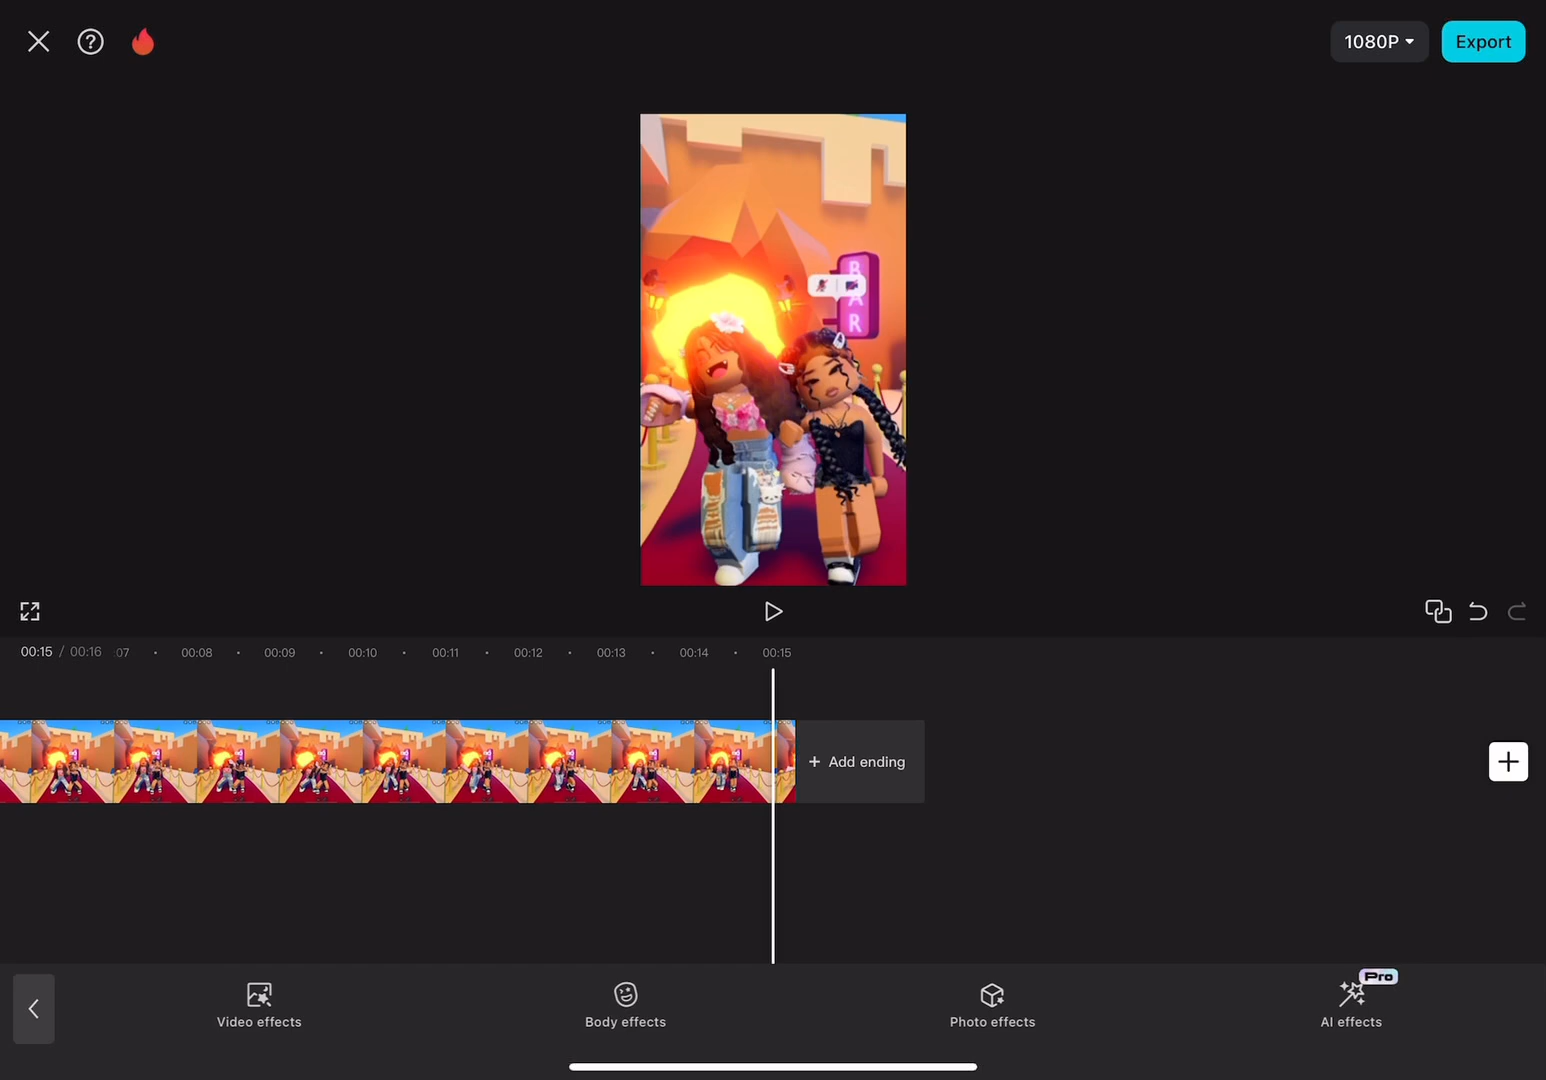 1080P
Export
B
A
R
00:15 / 00:16
:07
00:08
00:09
00:10
00:11
00:12
00:13
00:14
00:15
+ Add ending
Pro
Video effects
Body effects
Photo effects
AI effects